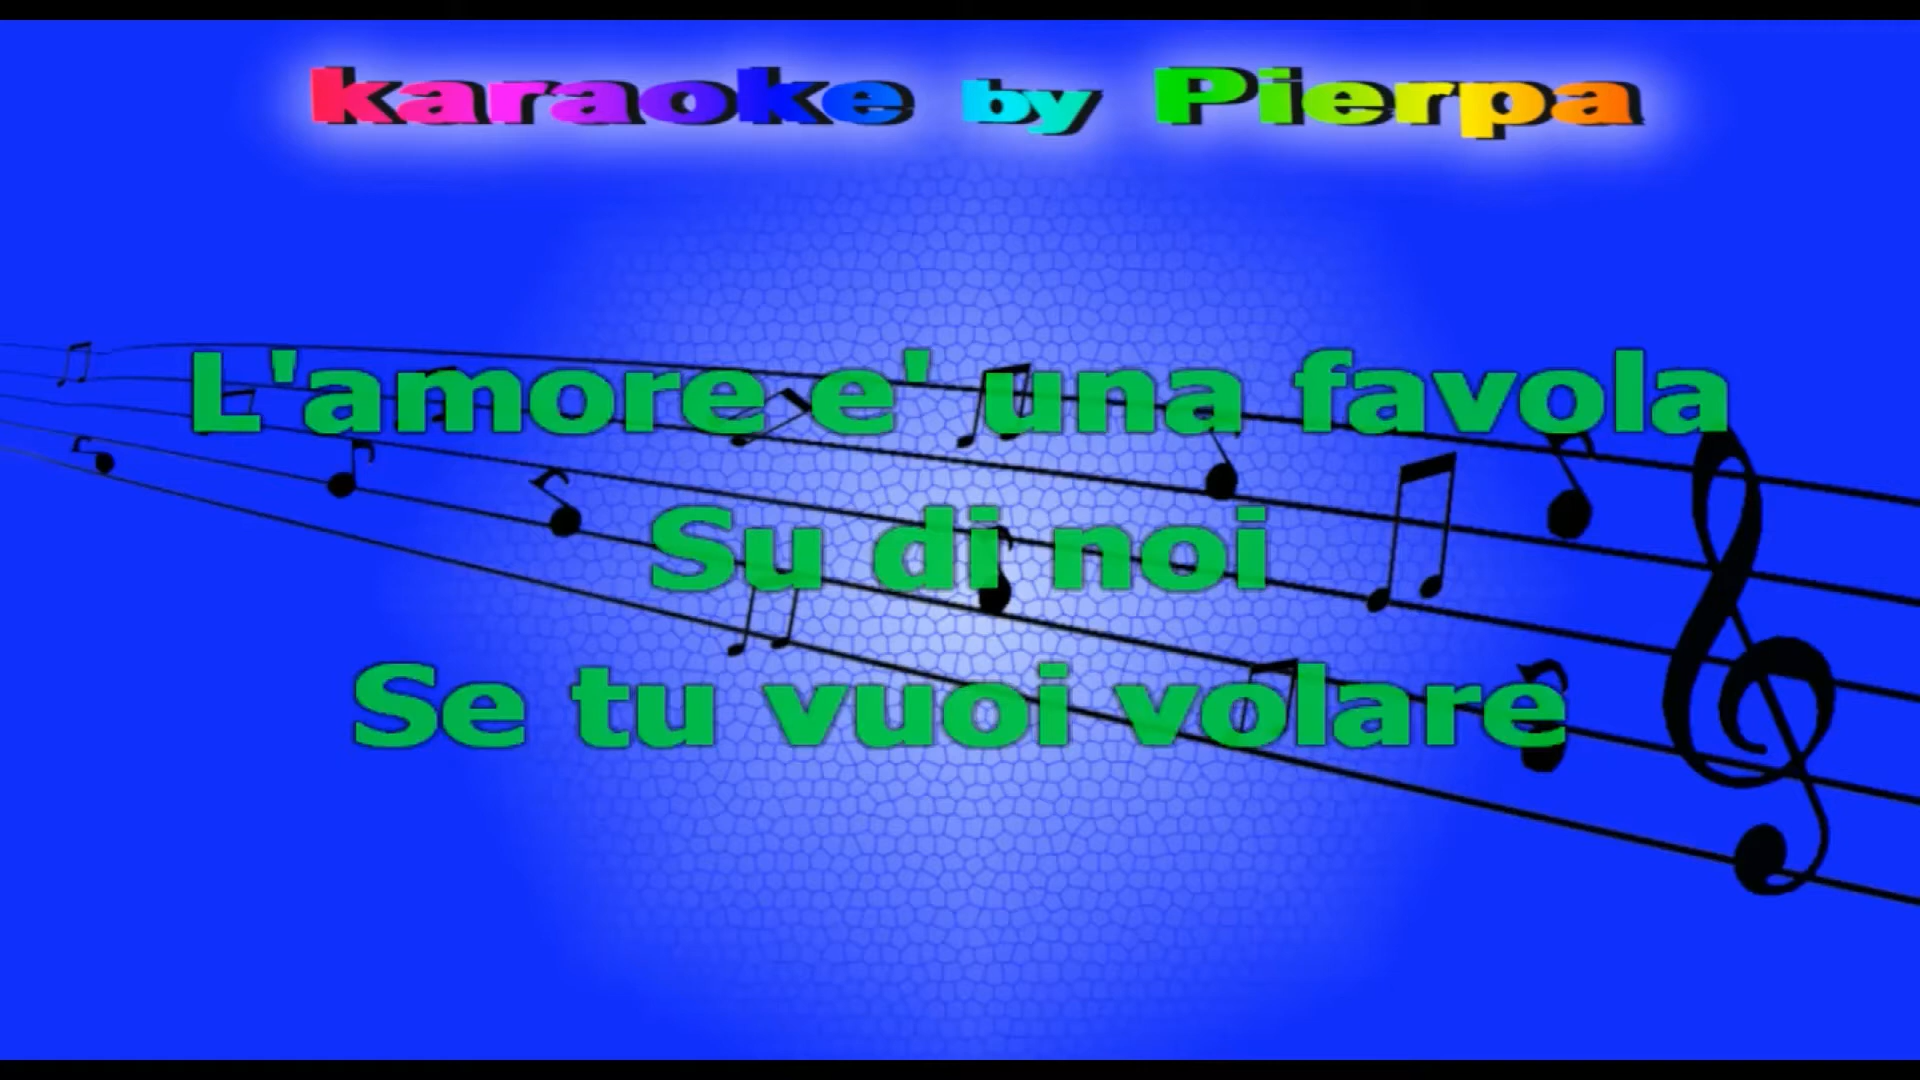 karaoke by Pierpa
L'amore e' una favola
Su di noi
Se tu vuoi volare